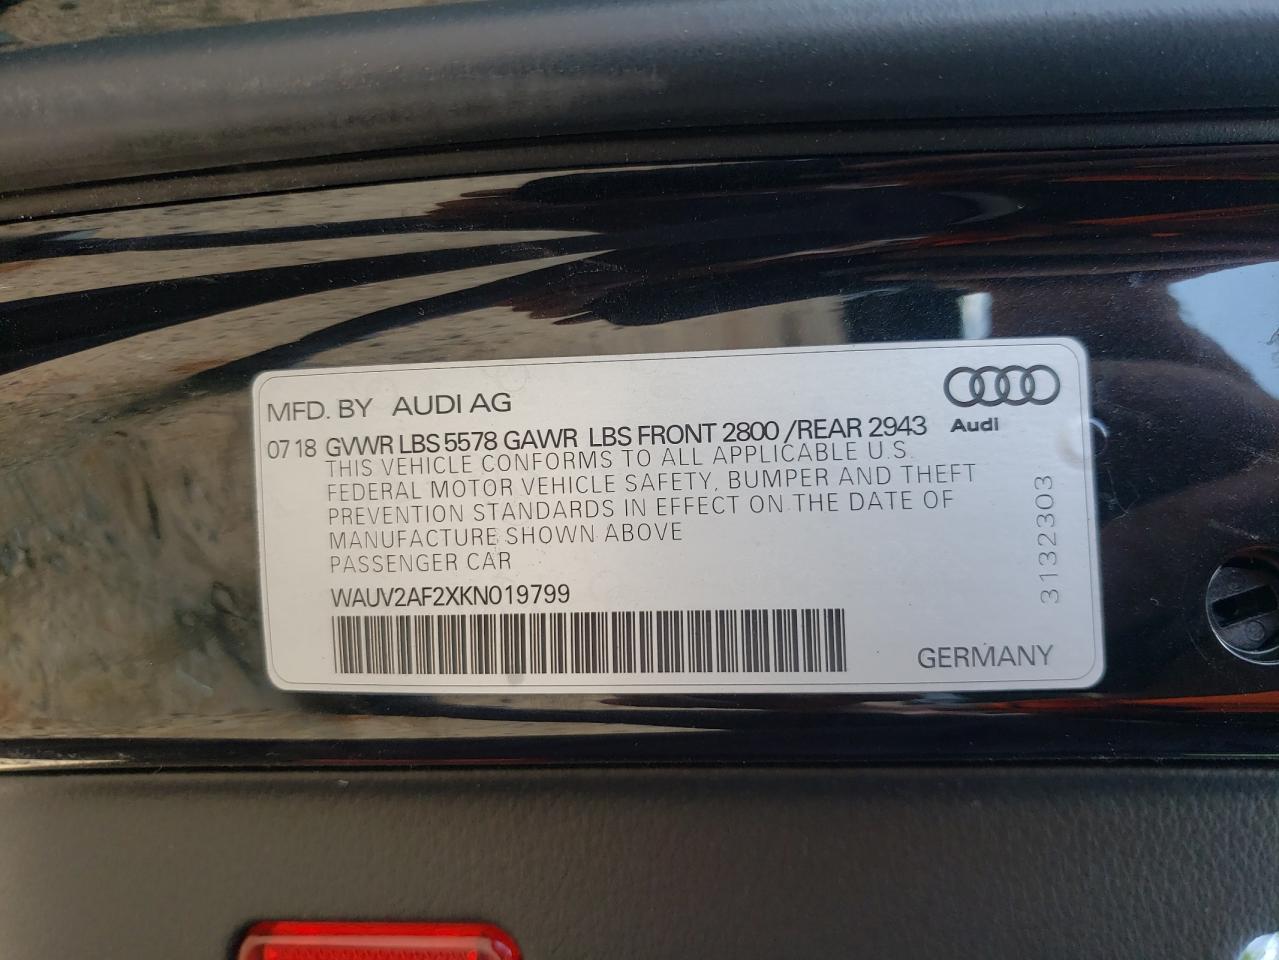 MFD. BY AUDI AG
Audi
07 18 GVWR LBS 5578 GAWR LBS FRONT 2800 /REAR 2943
THIS VEHICLE CONFORMS TO ALL APPLICABLE U.S.
FEDERAL MOTOR VEHICLE SAFETY, BUMPER AND THEFT
PREVENTION STANDARDS IN EFFECT ON THE DATE OF
MANUFACTURE SHOWN ABOVE
PASSENGER CAR
WAUV2AF2XKN019799
GERMANY
3132303